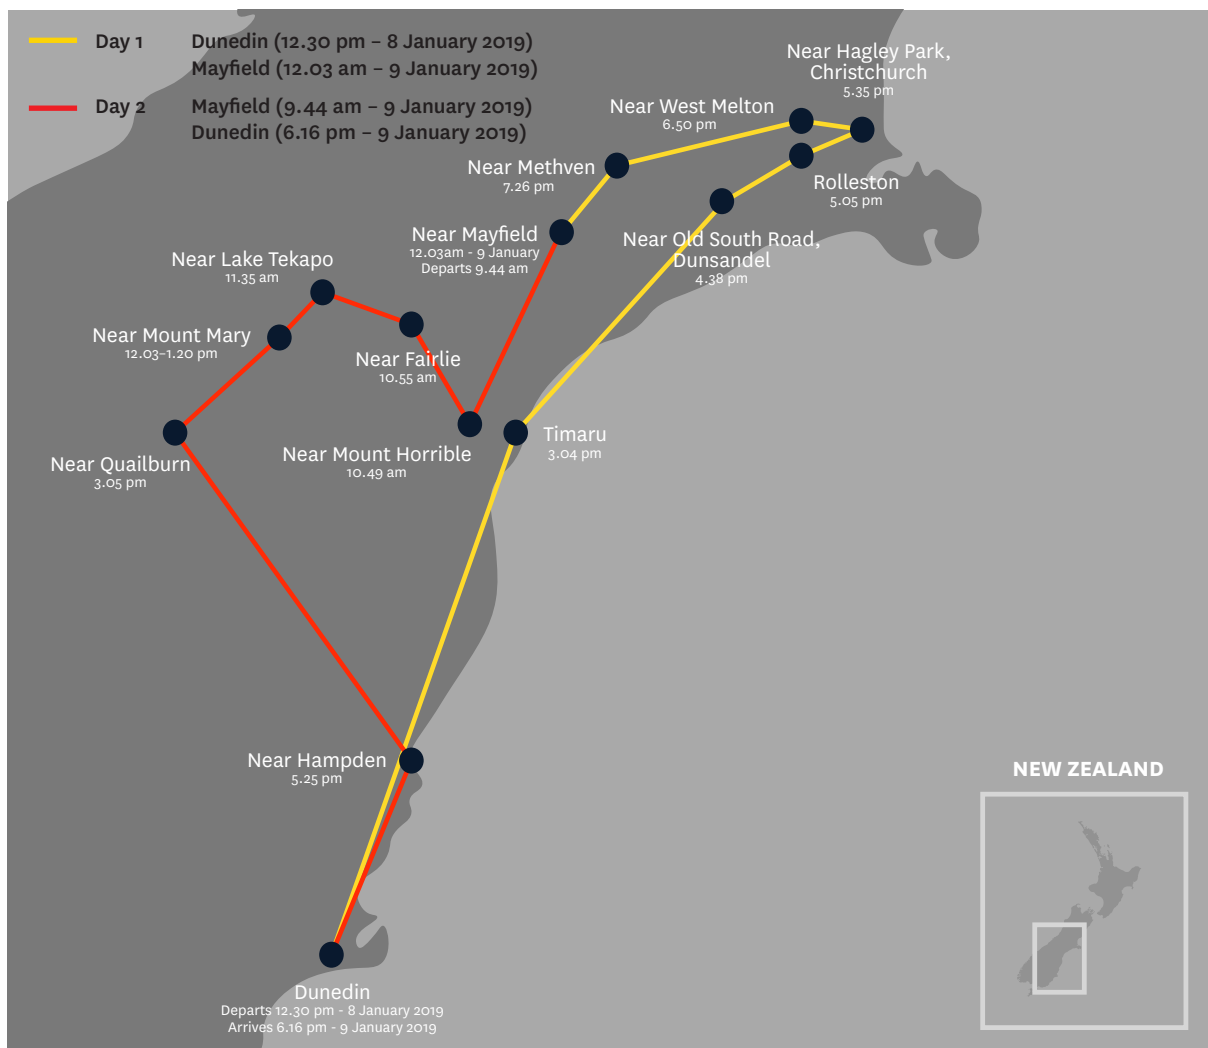 Day 1 Dunedin (12.30 pm – 8 January 2019)
Mayfield (12.03 am – 9 January 2019)
Day 2 Mayfield (9.44 am – 9 January 2019)
Dunedin (6.16 pm – 9 January 2019)
Near Hagley Park,
Christchurch
5.35 pm
Near West Melton
6.50 pm
Near Methven
7.26 pm
Rolleston
5.05 pm
Near Mayfield
12.03am - 9 January
Departs 9.44 am
Near Old South Road,
Dunsandel
4.38 pm
Near Lake Tekapo
11.35 am
Near Mount Mary
12.03–1.20 pm
Near Fairlie
10.55 am
Near Mount Horrible
10.49 am
Timaru
3.04 pm
Near Quailburn
3.05 pm
Near Hampden
5.25 pm
NEW ZEALAND
Dunedin
Departs 12.30 pm - 8 January 2019
Arrives 6.16 pm - 9 January 2019